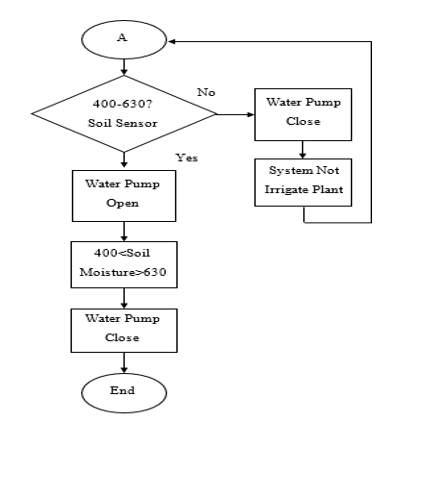 A
400-630?
Soil Sensor
No
Water Pump
Close
Yes
System Not
Irrigate Plant
Water Pump
Open
400<Soil
Moisture>630
Water Pump
Close
End